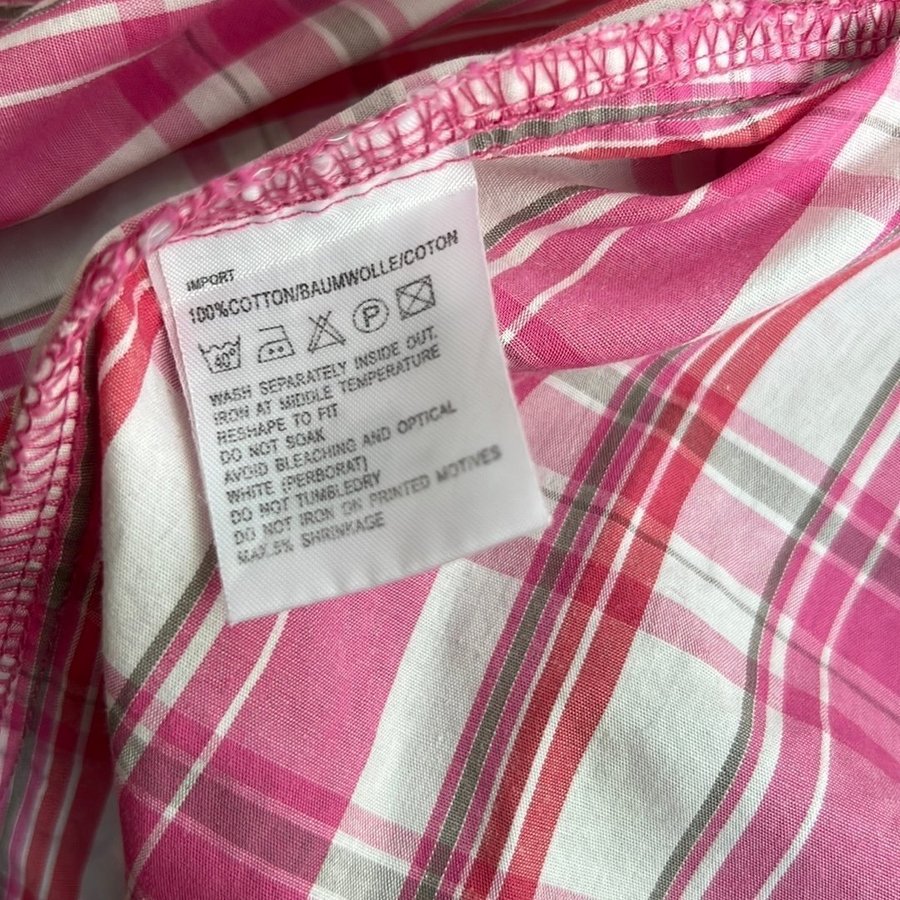 IMPORT
100%COTTON/BAUMWOLLE/COTON
40° P
WASH SEPARATELY INSIDE OUT.
IRON AT MIDDLE TEMPERATURE
RESHAPE TO FIT
DO NOT SOAK
AVOID BLEACHING AND OPTICAL
WHITE (PERBORAT)
DO NOT TUMBLEDRY
DO NOT IRON ON PRINTED MOTIVES
MAX.5% SHRINKAGE